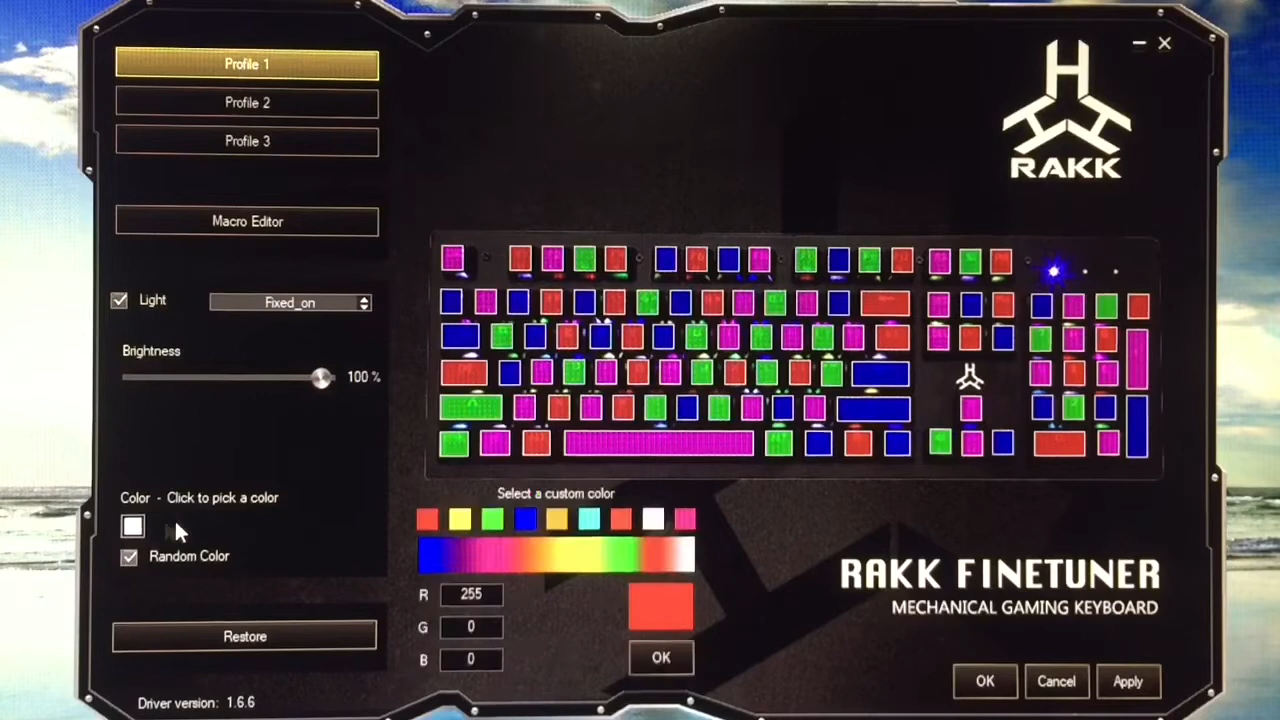 Profile 1
Profile 2
Profile 3
Macro Editor
Light
Fixed_on
Brightness
100 %
Color - Click to pick a color
Random Color
Restore
Driver version: 1.6.6
RAKK
Select a custom color
R 255
G 0
B 0
OK
RAKK FINETUNER
MECHANICAL GAMING KEYBOARD
OK Cancel Apply